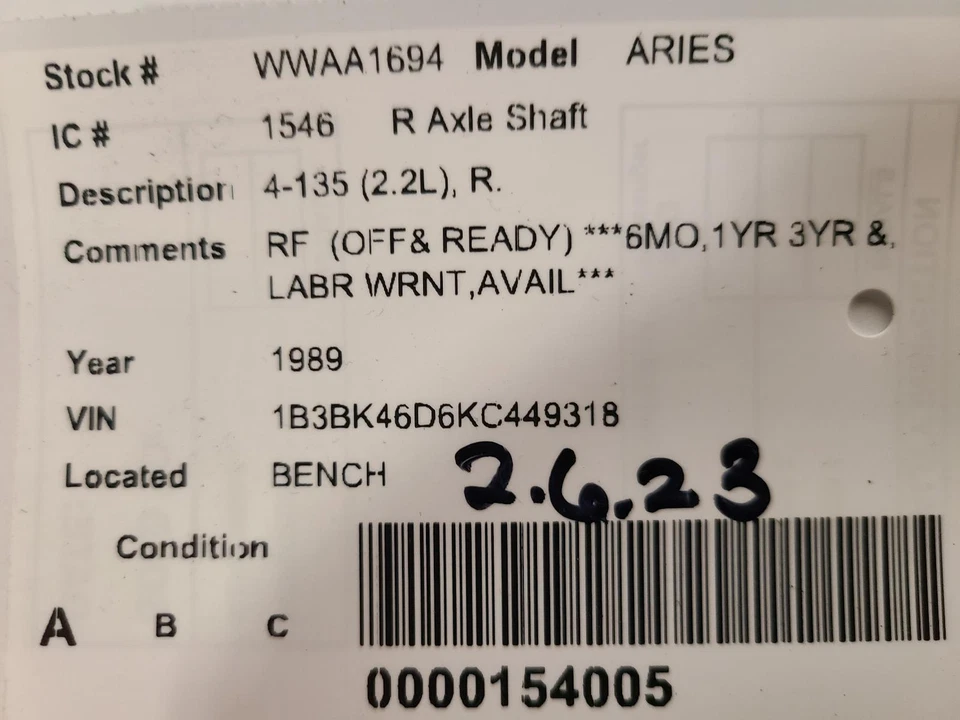 Stock # WWAA1694 Model ARIES
IC # 1546 R Axle Shaft
Description 4-135 (2.2L), R.
Comments RF (OFF& READY) ***6MO,1YR 3YR &,
LABR WRNT,AVAIL***
Year 1989
VIN 1B3BK46D6KC449318
Located BENCH 2.6.23
Condition
A B C
0000154005